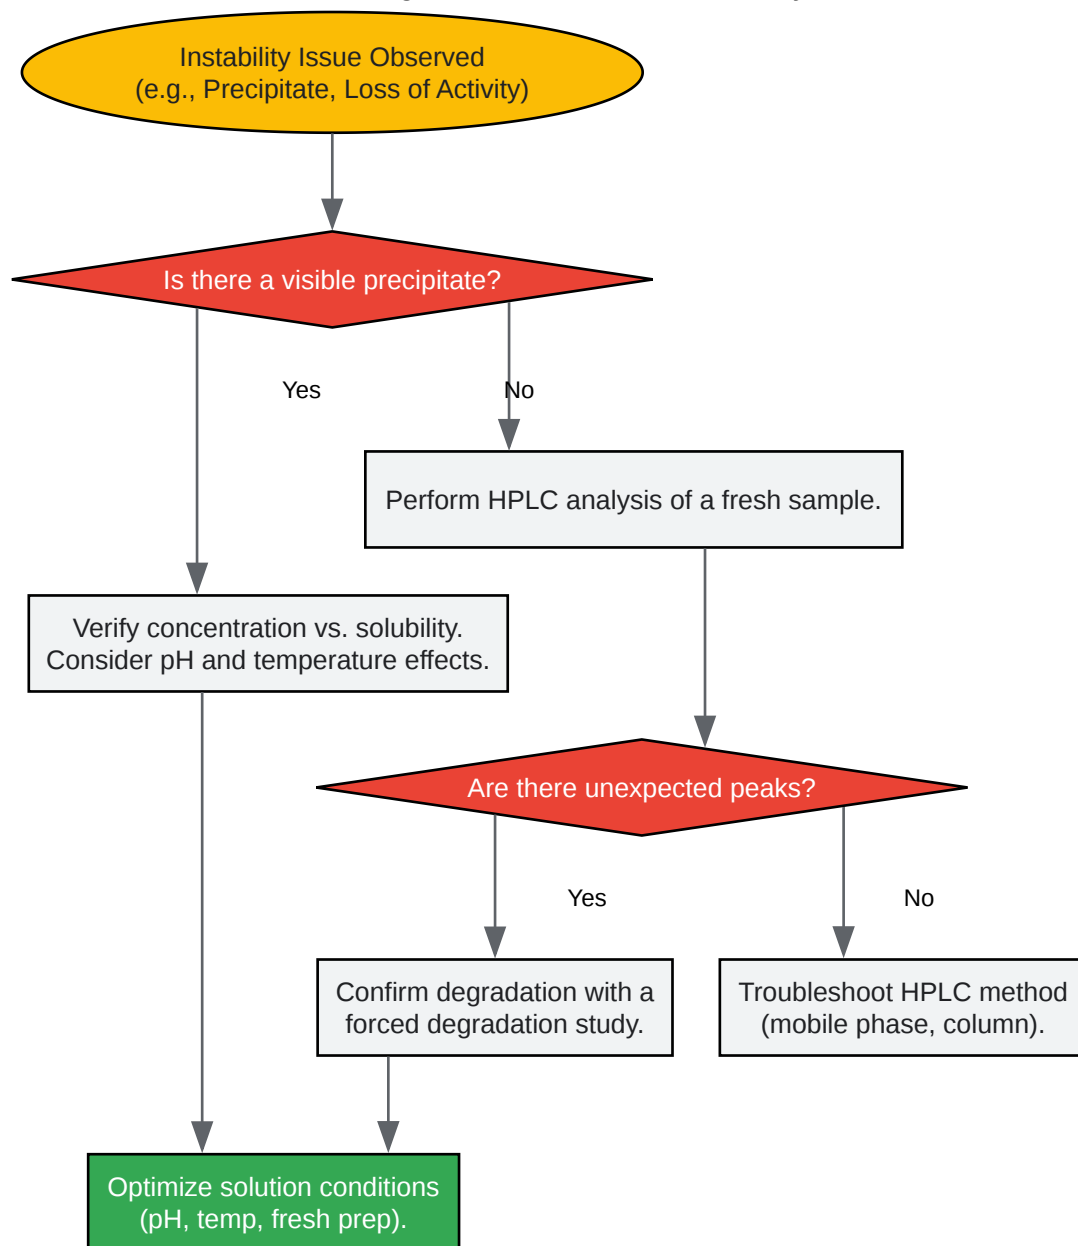 Instability Issue Observed
(e.g., Precipitate, Loss of Activity)
Is there a visible precipitate?
Yes
No
Perform HPLC analysis of a fresh sample.
Verify concentration vs. solubility.
Consider pH and temperature effects.
Are there unexpected peaks?
Yes
No
Confirm degradation with a
forced degradation study.
Troubleshoot HPLC method
(mobile phase, column).
Optimize solution conditions
(pH, temp, fresh prep).